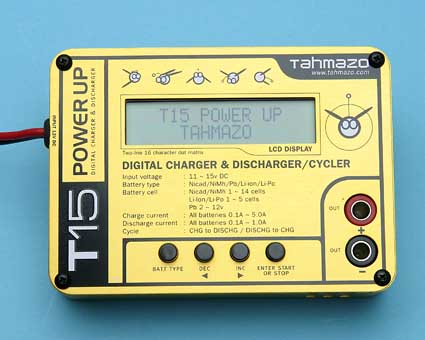 Tahmazo
www.tahmazo.com
T15 POWER UP
DIGITAL CHARGER & DISCHARGER
INPUT 12V DC
T15 POWER UP
TAHMAZO
Two-line 16 character dot matrix
LCD DISPLAY
DIGITAL CHARGER & DISCHARGER/CYCLER
Input voltage : 11 ~ 15v DC
Battery type : Nicad/NiMh/Pb/Li-ion/Li-Po
Battery cell : Nicad/NiMh 1 ~ 14 cells
Li-Ion/Li-Po 1 ~ 5 cells
Pb 2 ~ 12v
Charge current : All batteries 0.1A ~ 5.0A
Discharge current : All batteries 0.1A ~ 1.0A
Cycle : CHG to DISCHG / DISCHG to CHG
OUT +
OUT −
BATT TYPE DEC ◀ INC ▶ ENTER START OR STOP